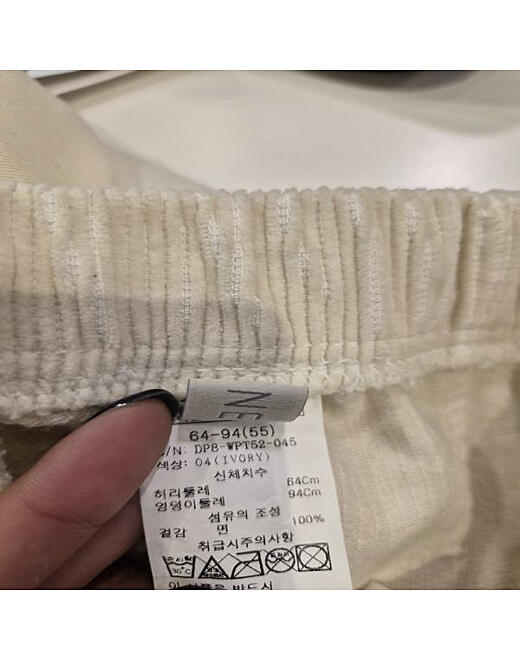 NE
64-94(55)
S/N: DP8-WPT52-045
색상: 04(IVORY)
신체치수
허리둘레 64Cm
엉덩이둘레 94Cm
섬유의 조성
겉감 면 100%
취급시주의사항
30°C